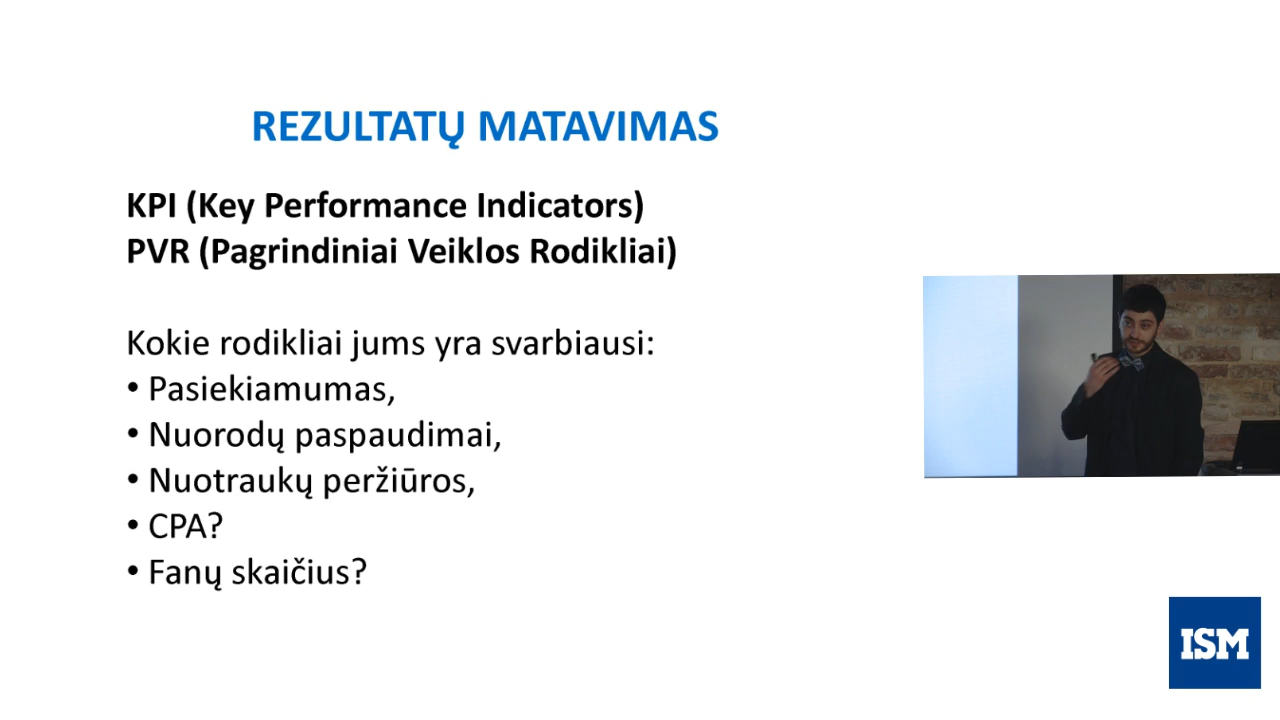 REZULTATŲ MATAVIMAS
KPI (Key Performance Indicators)
PVR (Pagrindiniai Veiklos Rodikliai)
Kokie rodikliai jums yra svarbiausi:
• Pasiekiamumas,
• Nuorodų paspaudimai,
• Nuotraukų peržiūros,
• CPA?
• Fanų skaičius?
ISM